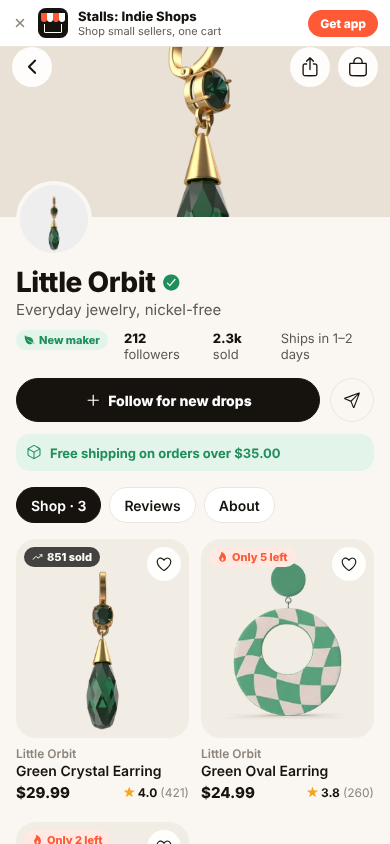 Stalls: Indie Shops
Shop small sellers, one cart
Get app
Little Orbit
Everyday jewelry, nickel-free
New maker
212
followers
2.3k
sold
Ships in 1–2
days
Follow for new drops
Free shipping on orders over $35.00
Shop · 3
Reviews
About
851 sold
Only 5 left
Little Orbit
Green Crystal Earring
$29.99
4.0 (421)
Little Orbit
Green Oval Earring
$24.99
3.8 (260)
Only 2 left